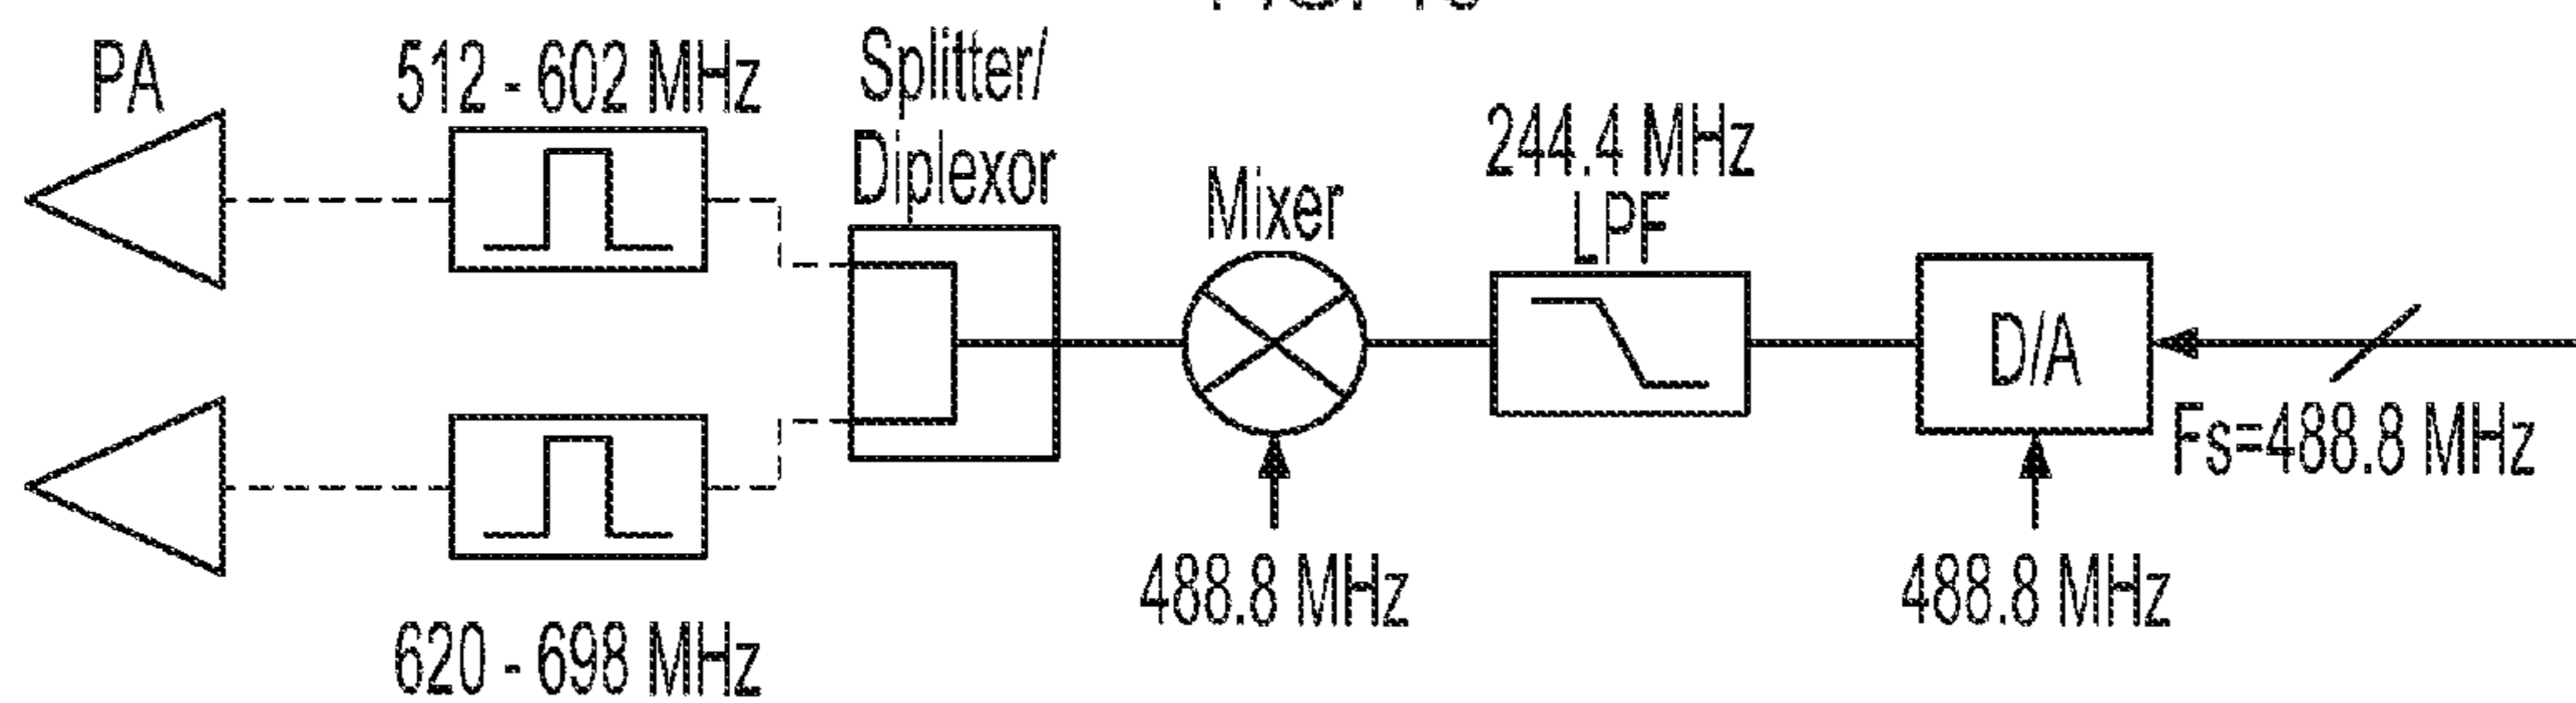 PA
512 - 602 MHz
Splitter/
Diplexor
Mixer
244.4 MHz
LPF
D/A
Fs=488.8 MHz
488.8 MHz
488.8 MHz
620 - 698 MHz